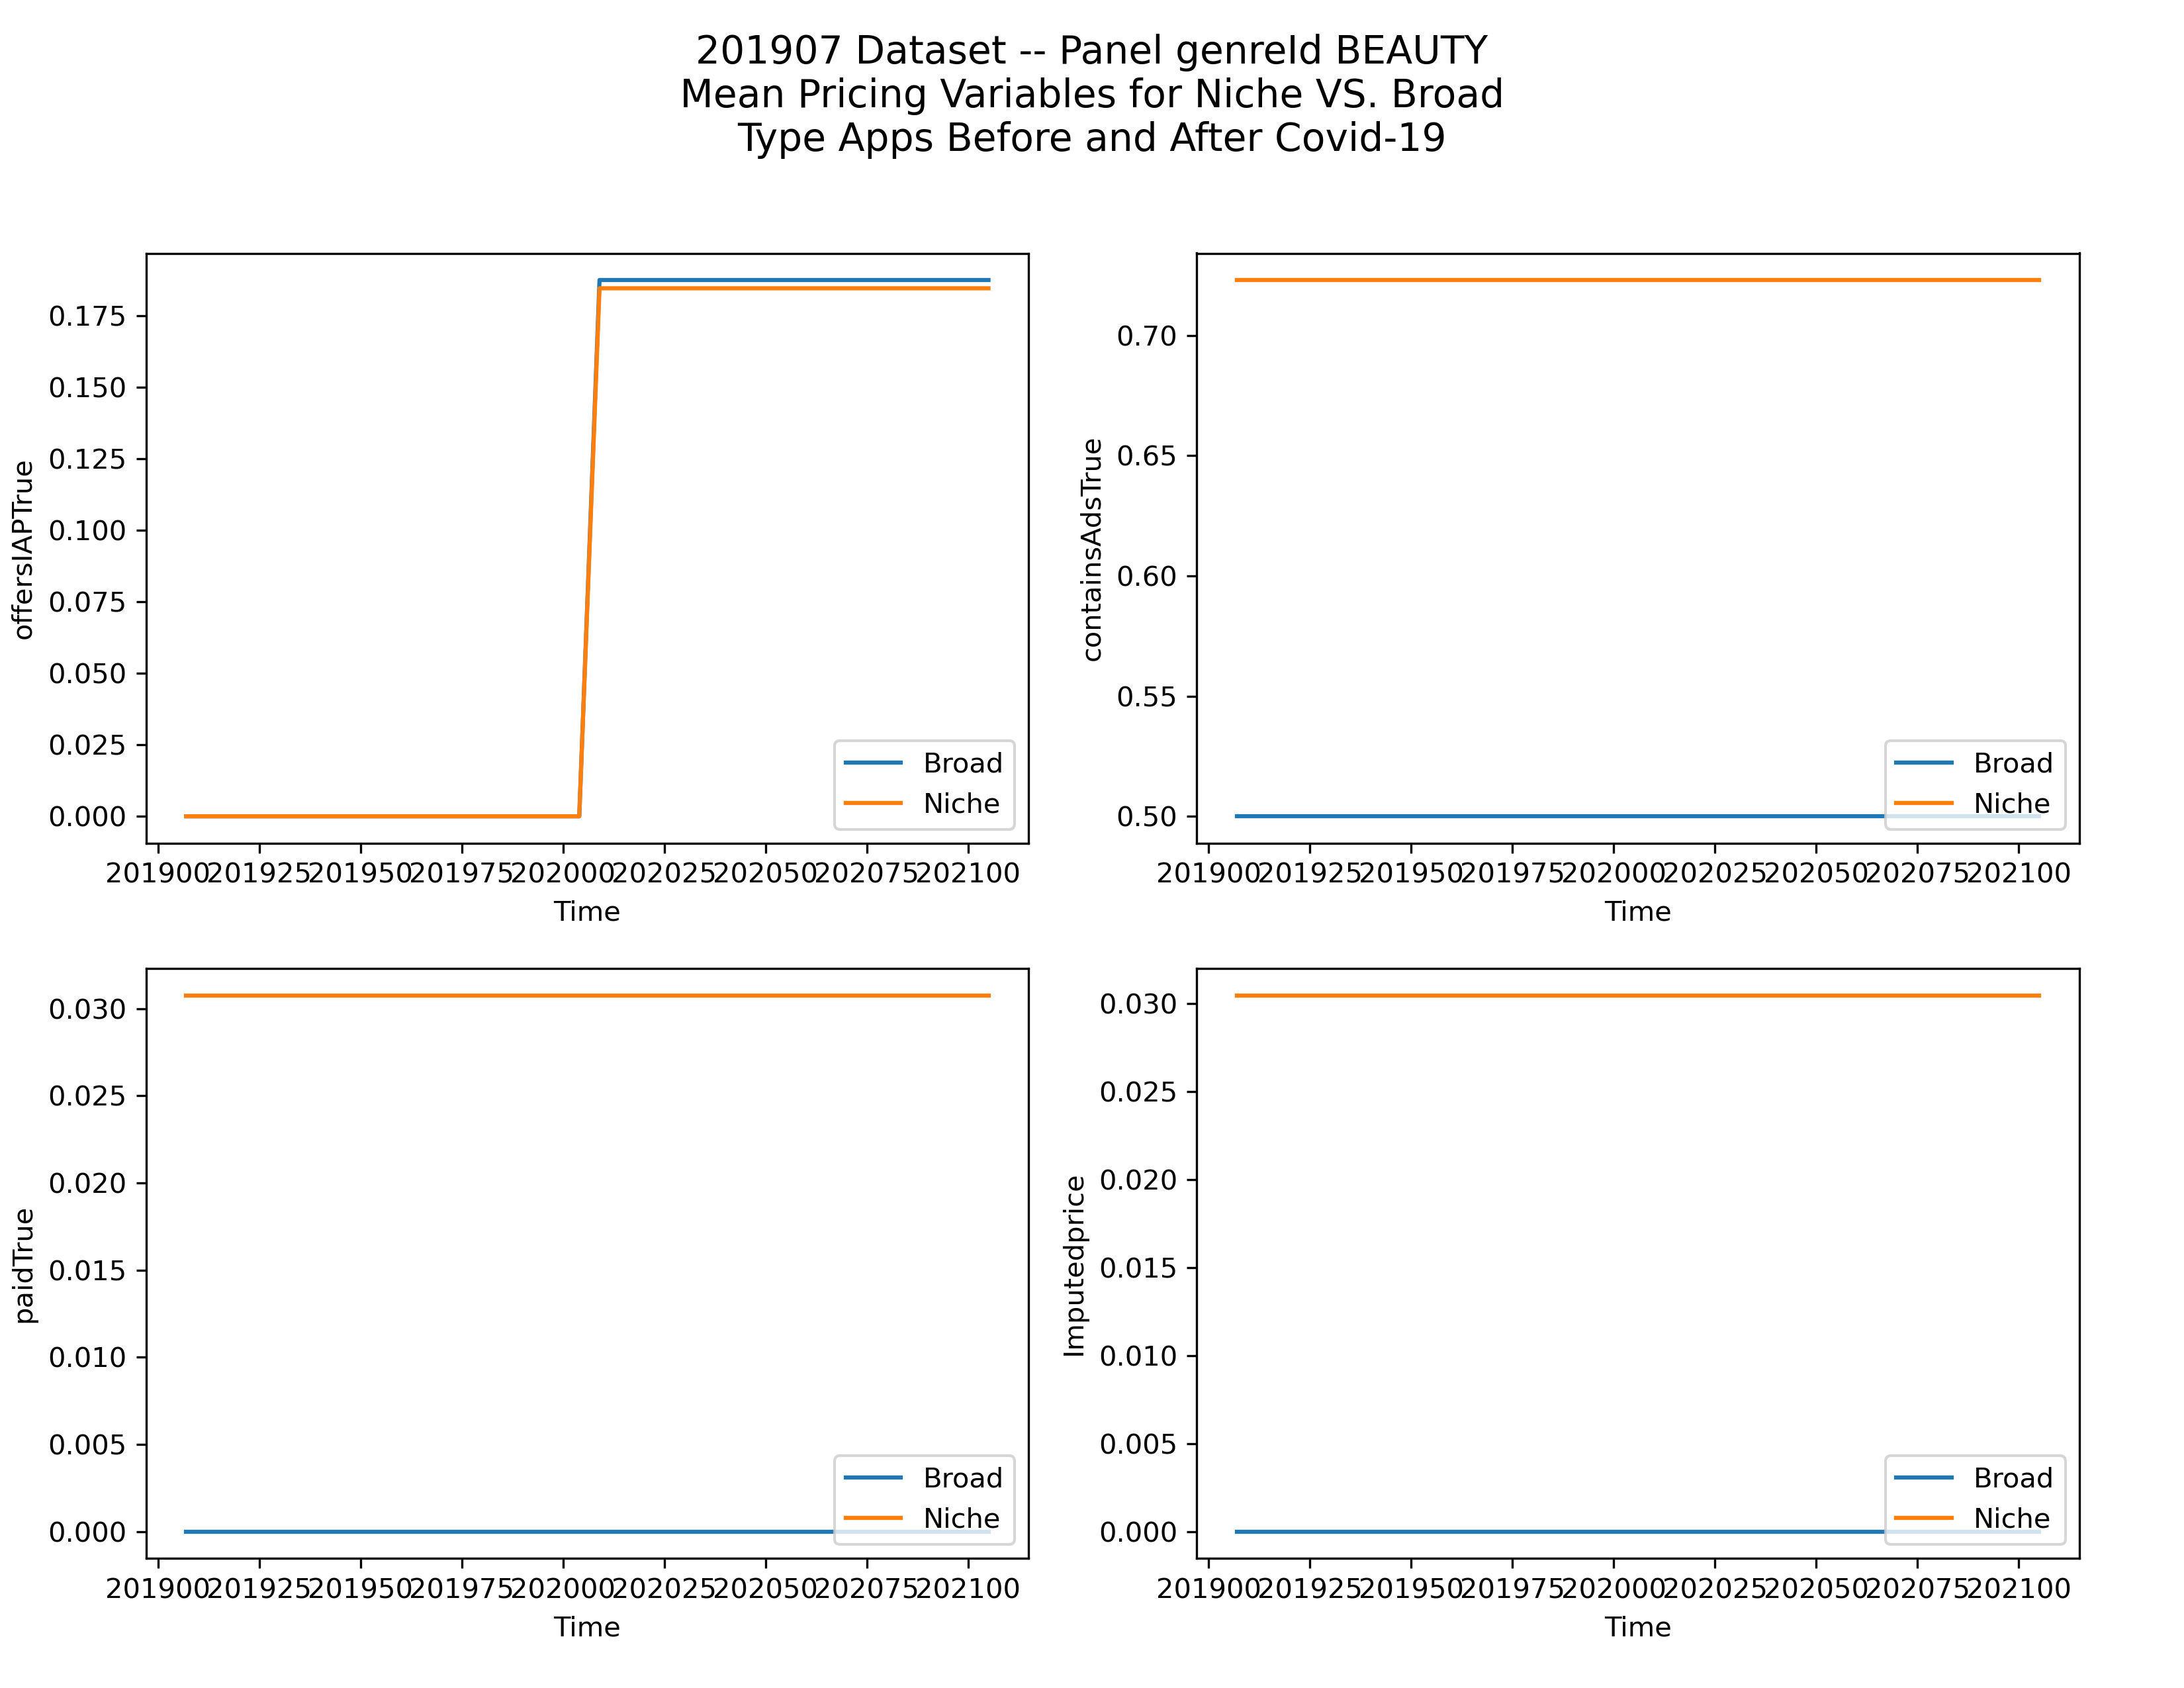 201907 Dataset -- Panel genreId BEAUTY
Mean Pricing Variables for Niche VS. Broad
Type Apps Before and After Covid-19
offersIAPTrue
0.175
0.150
0.125
0.100
0.075
0.050
0.025
0.000
Broad
Niche
201900 201925 201950 201975 202000 202025 202050 202075 202100
Time
containsAdsTrue
0.70
0.65
0.60
0.55
0.50
Broad
Niche
201900 201925 201950 201975 202000 202025 202050 202075 202100
Time
paidTrue
0.030
0.025
0.020
0.015
0.010
0.005
0.000
Broad
Niche
201900 201925 201950 201975 202000 202025 202050 202075 202100
Time
Imputedprice
0.030
0.025
0.020
0.015
0.010
0.005
0.000
Broad
Niche
201900 201925 201950 201975 202000 202025 202050 202075 202100
Time